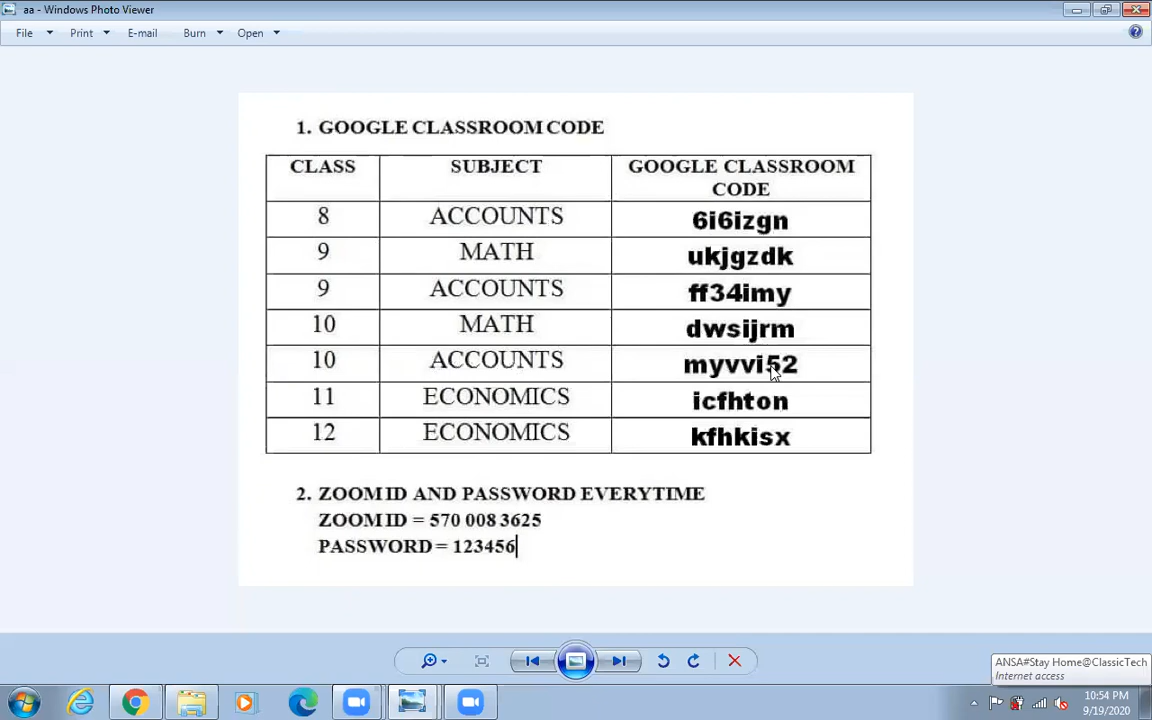 aa - Windows Photo Viewer
File Print E-mail Burn Open
1. GOOGLE CLASSROOM CODE
CLASS SUBJECT GOOGLE CLASSROOM CODE
8 ACCOUNTS 6i6izgn
9 MATH ukjgzdk
9 ACCOUNTS ff34imy
10 MATH dwsijrm
10 ACCOUNTS myvvi52
11 ECONOMICS icfhton
12 ECONOMICS kfhkisx
2. ZOOM ID AND PASSWORD EVERYTIME
ZOOM ID = 570 008 3625
PASSWORD = 123456
ANSA#Stay Home@ClassicTech
Internet access
10:54 PM
9/19/2020